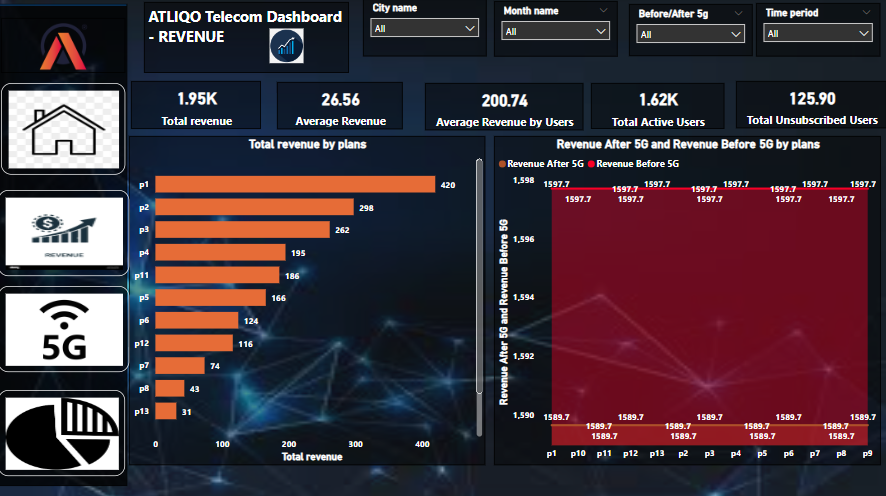 ATLIQO Telecom Dashboard
- REVENUE
City name
All
Month name
All
Before/After 5g
All
Time period
All
1.95K
Total revenue
26.56
Average Revenue
200.74
Average Revenue by Users
1.62K
Total Active Users
125.90
Total Unsubscribed Users
REVENUE
5G
Total revenue by plans
p1 420
p2 298
p3 262
p4 195
p11 186
p5 166
p6 124
p12 116
p7 74
p8 43
p13 31
0 100 200 300 400
Total revenue
Revenue After 5G and Revenue Before 5G by plans
Revenue After 5G Revenue Before 5G
Revenue After 5G and Revenue Before 5G
1,598
1597.7 1597.7 1597.7 1597.7 1597.7 1597.7 1597.7
1597.7 1597.7 1597.7 1597.7 1597.7 1597.7
1,596
1,594
1,592
1,590
1589.7 1589.7 1589.7 1589.7
1589.7 1589.7 1589.7 1589.7 1589.7
1589.7 1589.7 1589.7 1589.7
p1 p10 p11 p12 p13 p2 p3 p4 p5 p6 p7 p8 p9